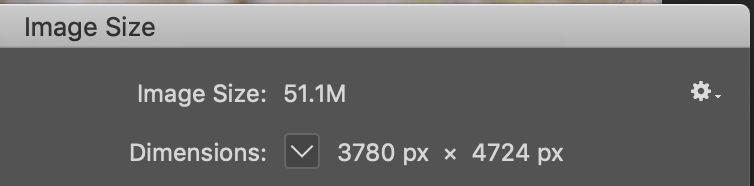 Image Size
Image Size: 51.1M
Dimensions: 3780 px × 4724 px